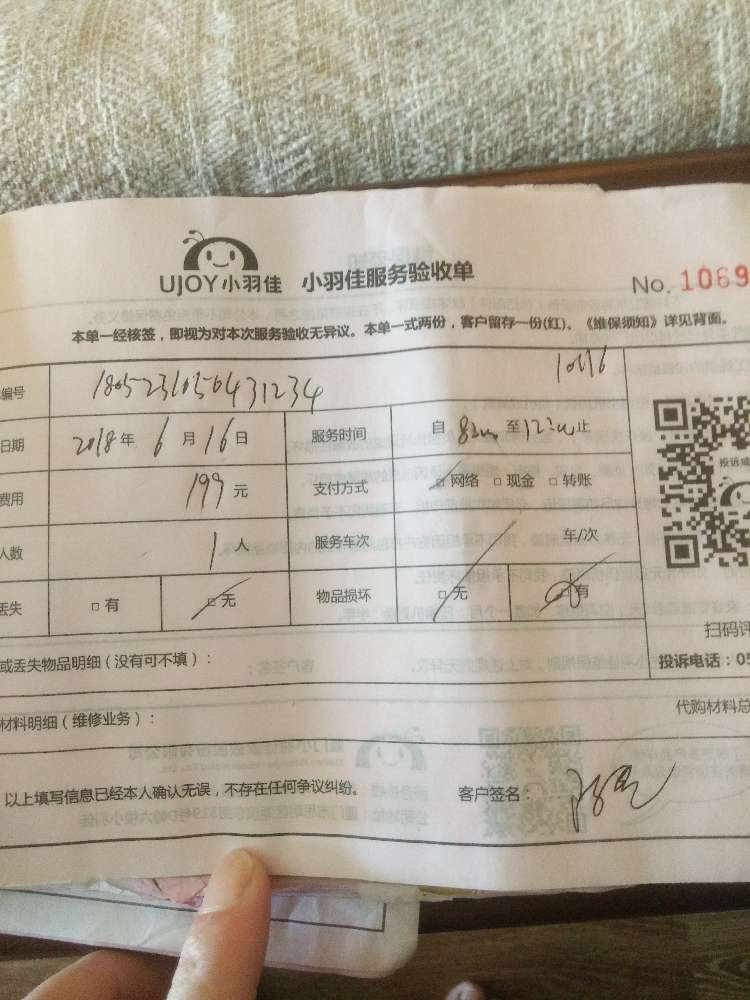 UJOY小羽佳 小羽佳服务验收单 No. 1069
本单一经核签，即视为对本次服务验收无异议。本单一式两份，客户留存一份(红)。《维保须知》详见背面。
编号 1805231056431234
日期 2018年 6月16日 服务时间 自 至 止
费用 199元 支付方式 □网络 □现金 □转账
人数 1人 服务车次 车/次
丢失 □有 □无 物品损坏 □无 □有
投诉
扫码评
或丢失物品明细（没有可不填）：
投诉电话：05
材料明细（维修业务）：
代购材料总
以上填写信息已经本人确认无误，不存在任何争议纠纷。 客户签名：